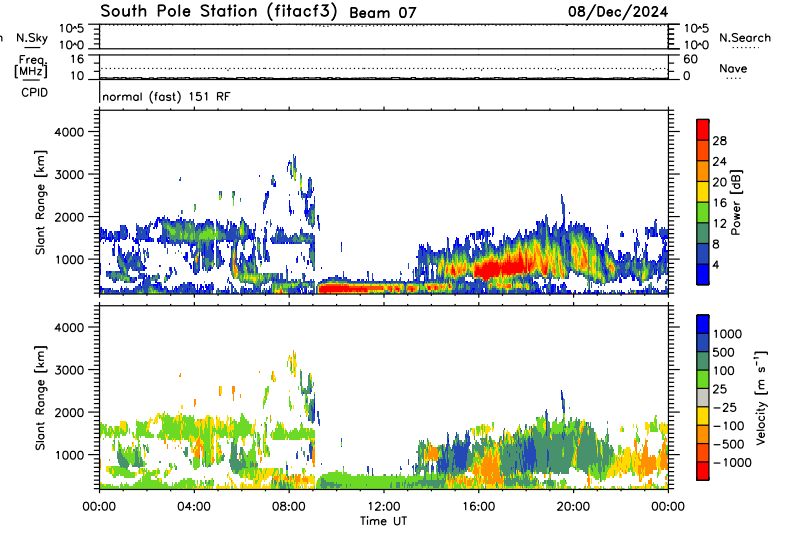 South Pole Station (fitacf3) Beam 07 08/Dec/2024
n N.Sky 10^5 10^0 10^5 10^0 N.Search
Freq. [MHz] 16 10 60 0 Nave
CPID normal (fast) 151 RF
Slant Range [km] 4000 3000 2000 1000
28 24 20 16 12 8 4 Power [dB]
Slant Range [km] 4000 3000 2000 1000
1000 500 100 25 −25 −100 −500 −1000 Velocity [m s⁻¹]
00:00 04:00 08:00 12:00 16:00 20:00 00:00
Time UT